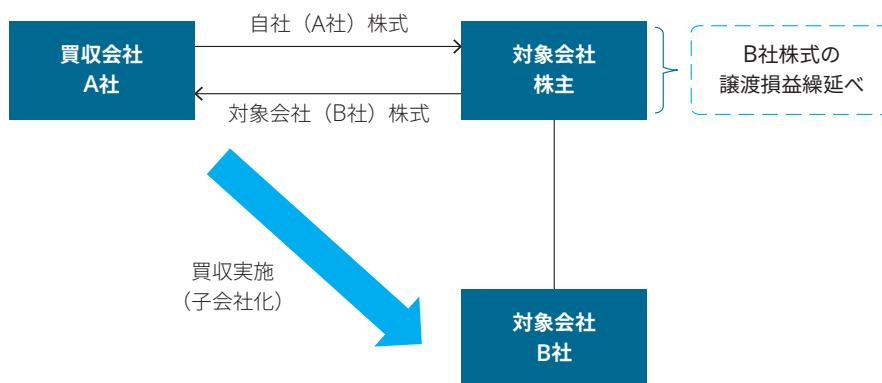 自社（A社）株式
買収会社
A社
対象会社
株主
B社株式の
譲渡損益繰延べ
対象会社（B社）株式
買収実施
（子会社化）
対象会社
B社